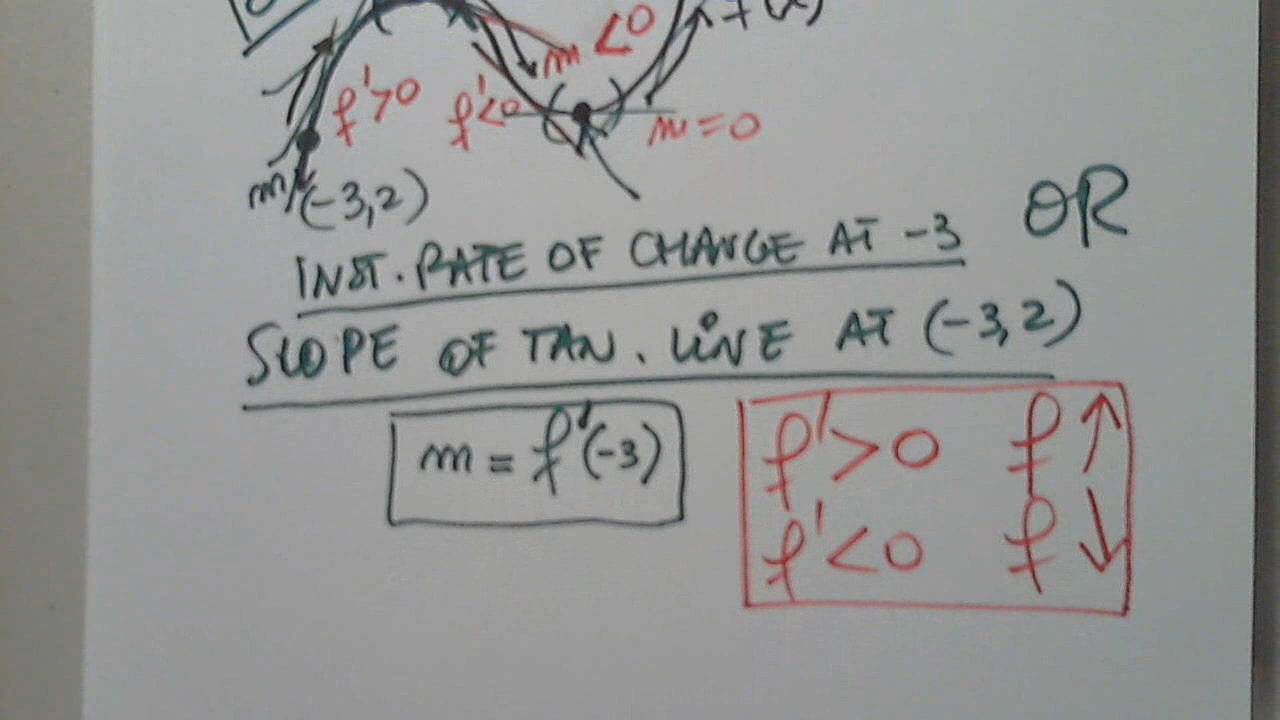 m <0
f(x)
f'>0
f'<0
m=0
m
(-3,2)
INST. RATE OF CHANGE AT -3 OR
SLOPE OF TAN. LINE AT (-3,2)
m = f'(-3)
f'>0 f↑
f'<0 f↓